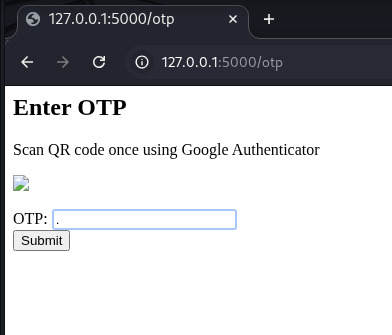 127.0.0.1:5000/otp
127.0.0.1:5000/otp
Enter OTP
Scan QR code once using Google Authenticator
OTP: .
Submit